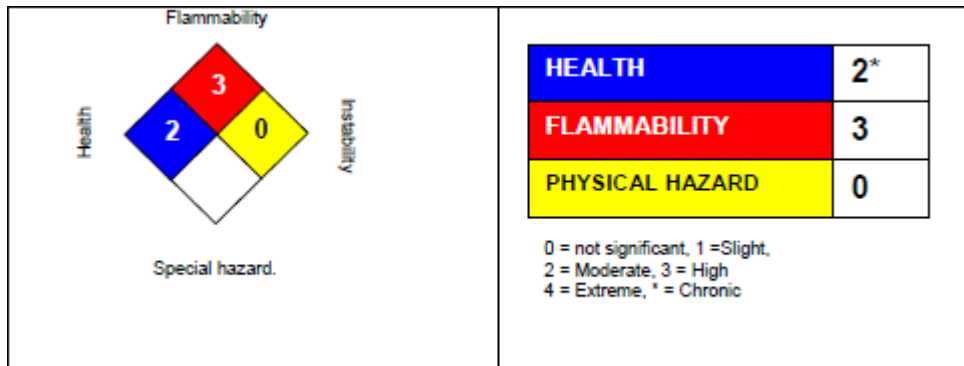 Flammability
3
Health
2
0
Instability
Special hazard.
HEALTH 2*
FLAMMABILITY 3
PHYSICAL HAZARD 0
0 = not significant, 1 =Slight,
2 = Moderate, 3 = High
4 = Extreme, * = Chronic